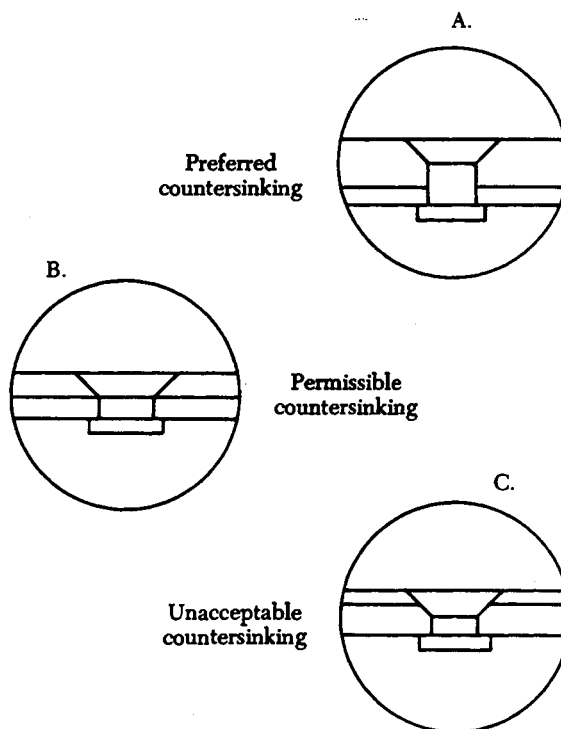 A.
Preferred
countersinking
B.
Permissible
countersinking
C.
Unacceptable
countersinking